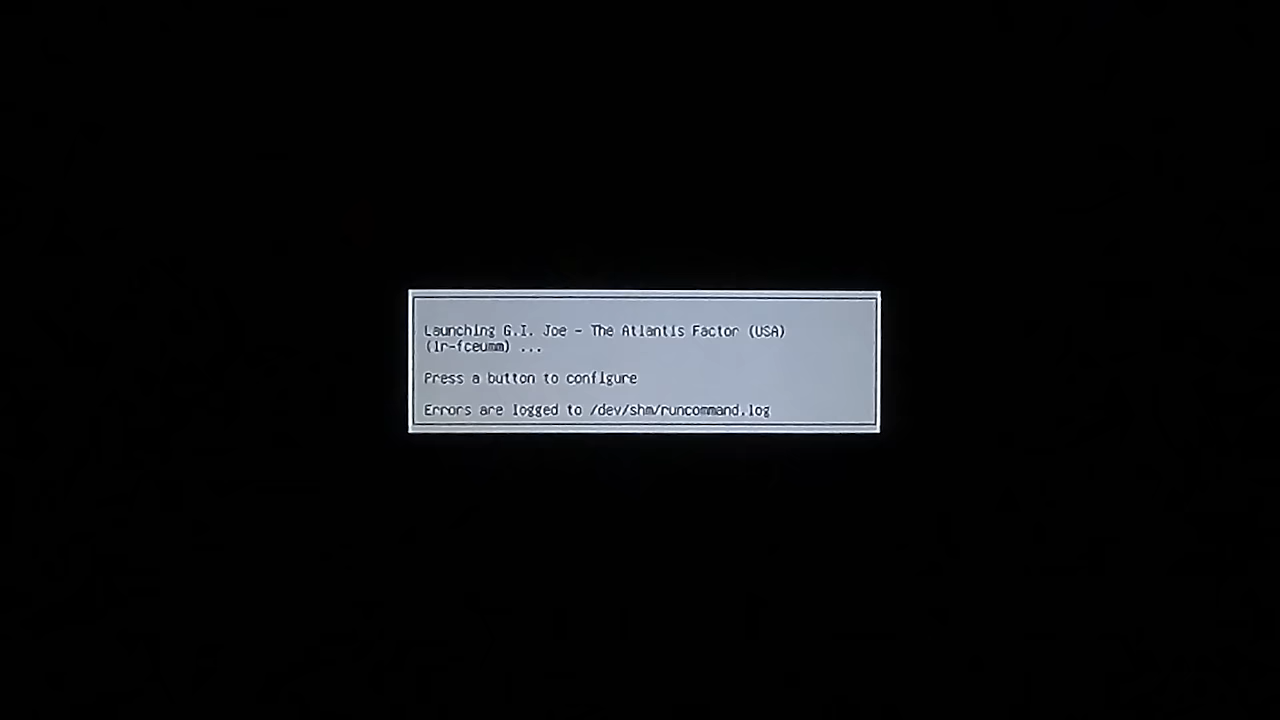 Launching G.I. Joe - The Atlantis Factor (USA)
(lr-fceumm) ...
Press a button to configure
Errors are logged to /dev/shm/runcommand.log